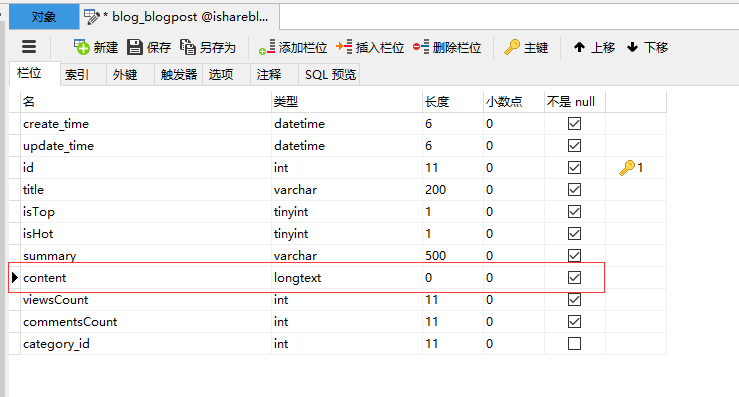 对象 * blog_blogpost @isharebl...
新建 保存 另存为 添加栏位 插入栏位 删除栏位 主键 上移 下移
栏位 索引 外键 触发器 选项 注释 SQL 预览
名 类型 长度 小数点 不是 null
create_time datetime 6 0
update_time datetime 6 0
id int 11 0 1
title varchar 200 0
isTop tinyint 1 0
isHot tinyint 1 0
summary varchar 500 0
content longtext 0 0
viewsCount int 11 0
commentsCount int 11 0
category_id int 11 0